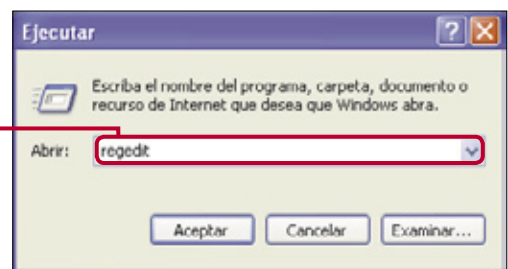 Ejecutar
Escriba el nombre del programa, carpeta, documento o
recurso de Internet que desea que Windows abra.
Abrir: regedit
Aceptar Cancelar Examinar...